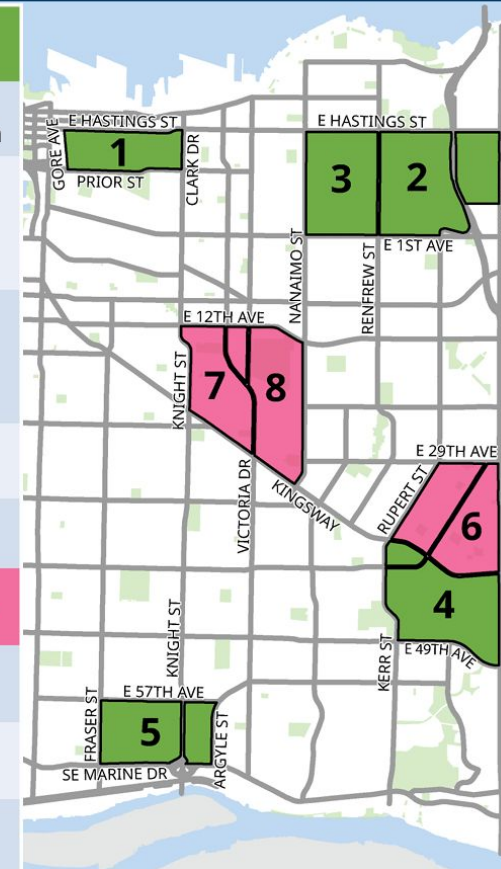 E HASTINGS ST
E HASTINGS ST
GORE AVE
1
CLARK DR
PRIOR ST
3
2
NANAIMO ST
RENFREW ST
E 1ST AVE
E 12TH AVE
KNIGHT ST
7
8
VICTORIA DR
KINGSWAY
E 29TH AVE
RUPERT ST
6
4
KERR ST
E 49TH AVE
KNIGHT ST
E 57TH AVE
FRASER ST
5
ARGYLE ST
SE MARINE DR